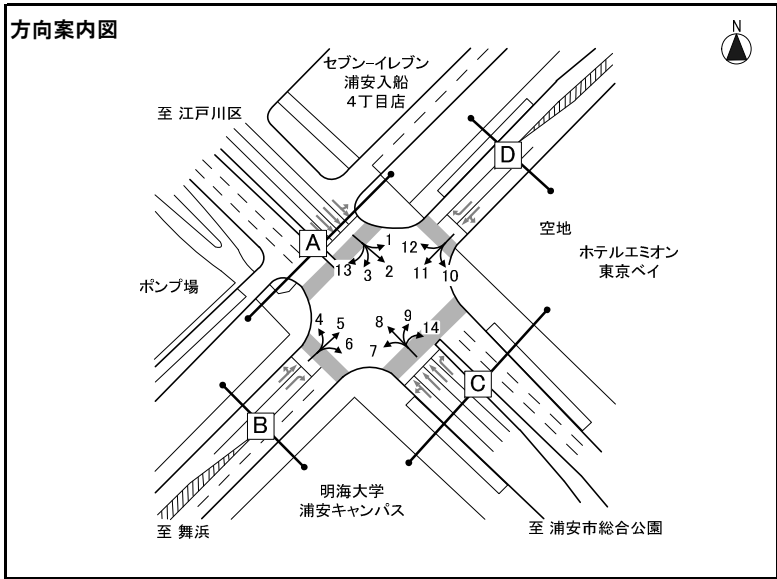 方向案内図
N
セブン-イレブン
浦安入船
4丁目店
至 江戸川区
D
空地
A
1
12
ホテルエミオン
東京ベイ
13
3
2
11
10
ポンプ場
4
5
6
8
9
14
7
C
B
明海大学
浦安キャンパス
至 舞浜
至 浦安市総合公園